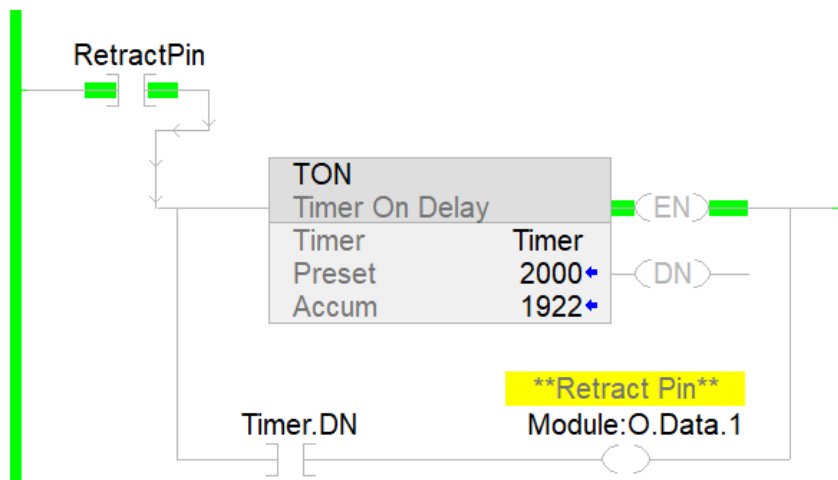 RetractPin
TON
Timer On Delay
EN
Timer Timer
Preset 2000
DN
Accum 1922
**Retract Pin**
Timer.DN
Module:O.Data.1